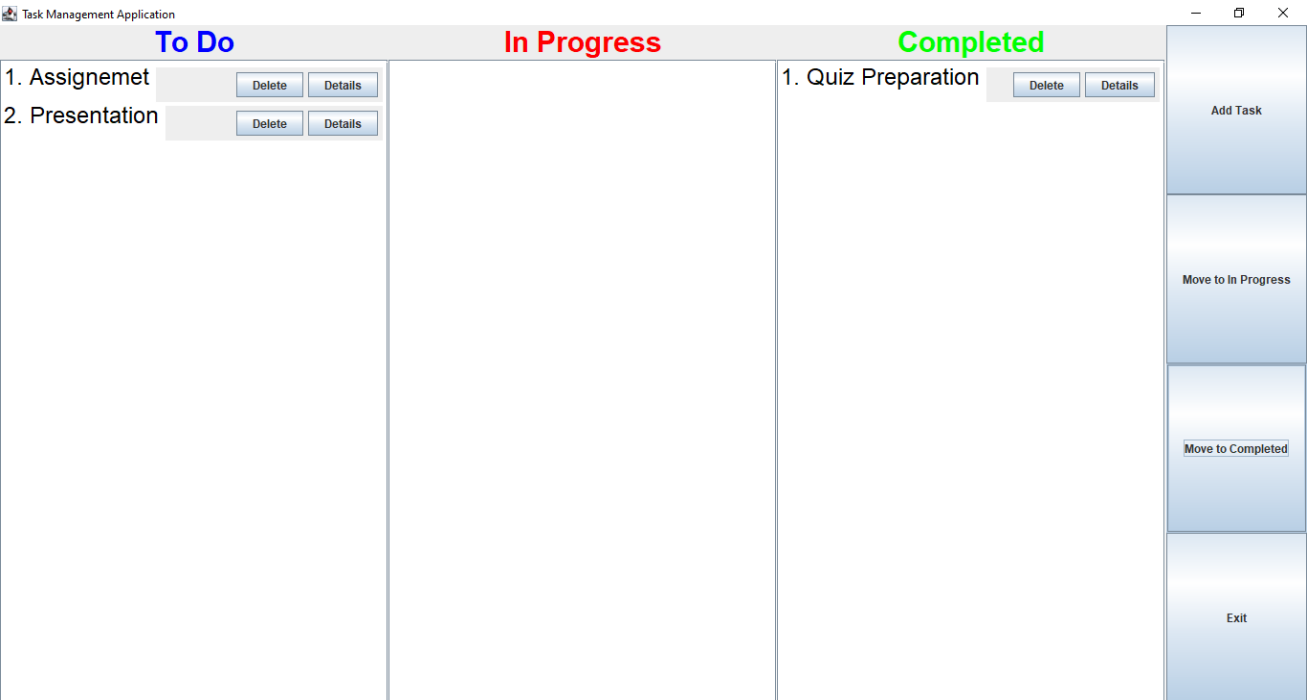 Task Management Application
To Do
In Progress
Completed
1. Assignemet
Delete
Details
2. Presentation
Delete
Details
1. Quiz Preparation
Delete
Details
Add Task
Move to In Progress
Move to Completed
Exit